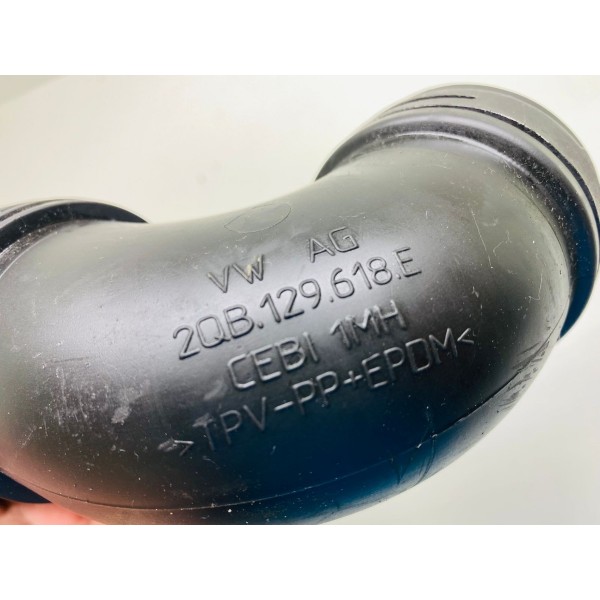 VW AG
2QB.129.618.E
CEBI 1MH
>TPV-PP+EPDM<